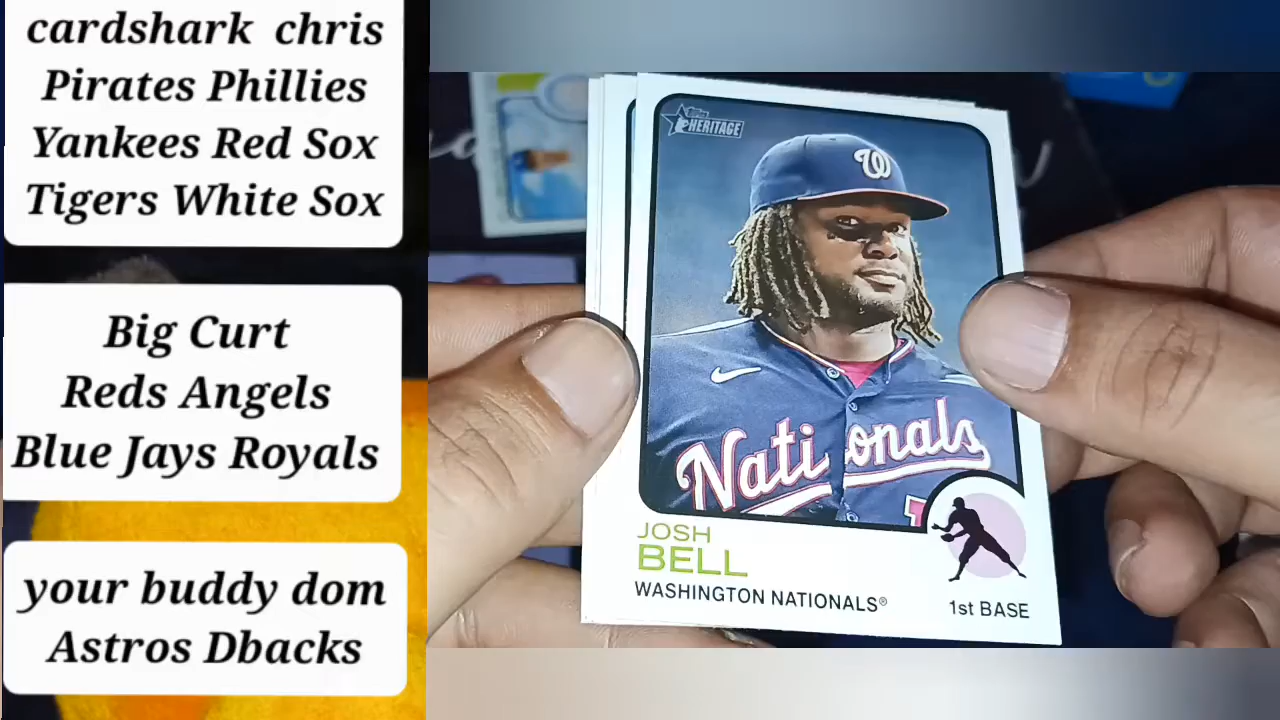 cardshark chris
Pirates Phillies
Yankees Red Sox
Tigers White Sox
Big Curt
Reds Angels
Blue Jays Royals
your buddy dom
Astros Dbacks
Topps
HERITAGE
W
Nationals
JOSH
BELL
WASHINGTON NATIONALS®
1st BASE